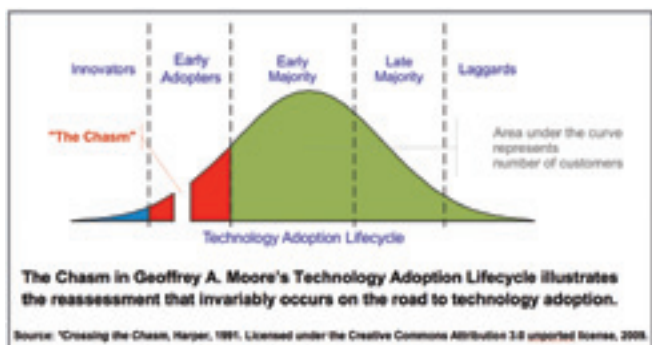 Innovators
Early
Adopters
Early
Majority
Late
Majority
Laggards
"The Chasm"
Area under the curve
represents
number of customers
Technology Adoption Lifecycle
The Chasm in Geoffrey A. Moore's Technology Adoption Lifecycle illustrates
the reassessment that invariably occurs on the road to technology adoption.
Source: "Crossing the Chasm, Harper, 1991. Licensed under the Creative Commons Attribution 3.0 unported license, 2009.